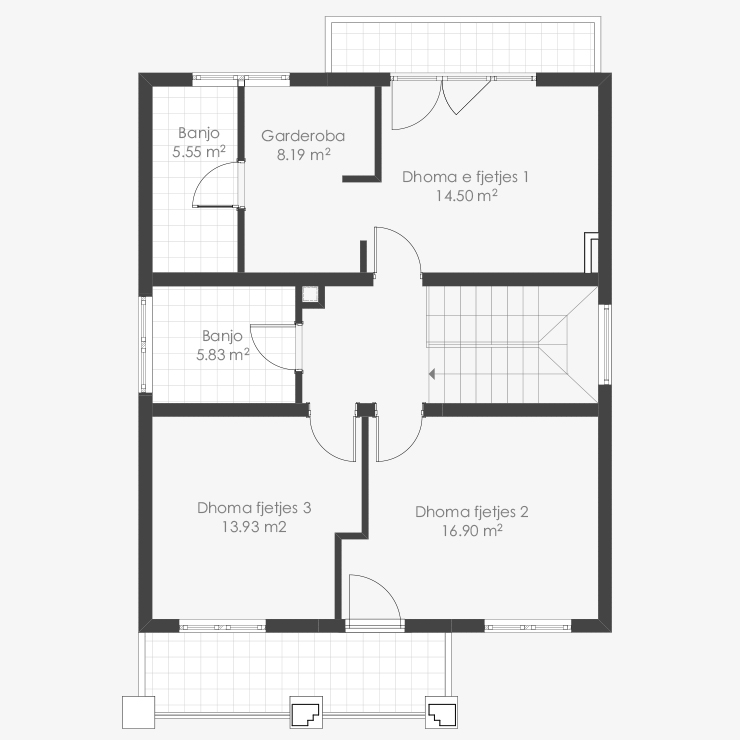 Banjo
5.55 m²
Garderoba
8.19 m²
Dhoma e fjetjes 1
14.50 m²
Banjo
5.83 m²
Dhoma fjetjes 3
13.93 m2
Dhoma fjetjes 2
16.90 m²